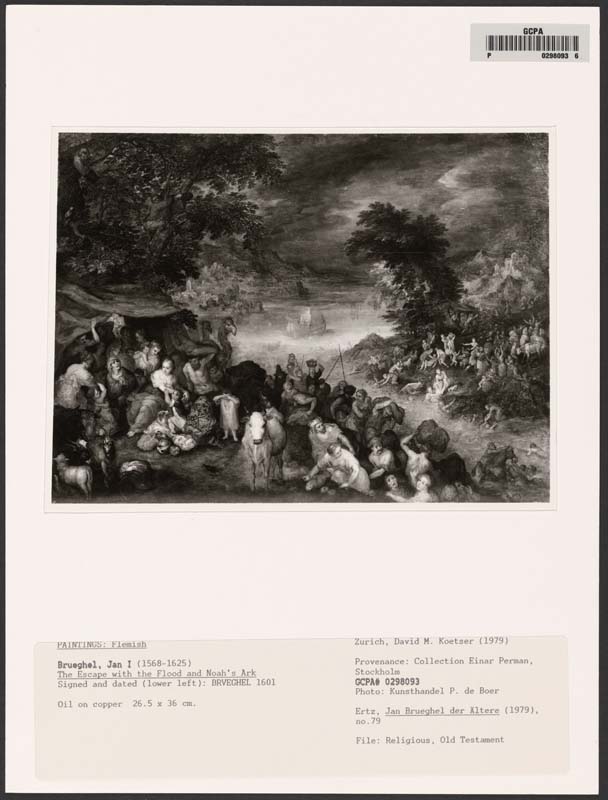 GCPA
P 0298093 6
PAINTINGS: Flemish
Brueghel, Jan I (1568-1625)
The Escape with the Flood and Noah's Ark
Signed and dated (lower left): BRVEGHEL 1601
Oil on copper 26.5 x 36 cm.
Zurich, David M. Koetser (1979)
Provenance: Collection Einar Perman,
Stockholm
GCPA# 0298093
Photo: Kunsthandel P. de Boer
Ertz, Jan Brueghel der Ältere (1979),
no.79
File: Religious, Old Testament